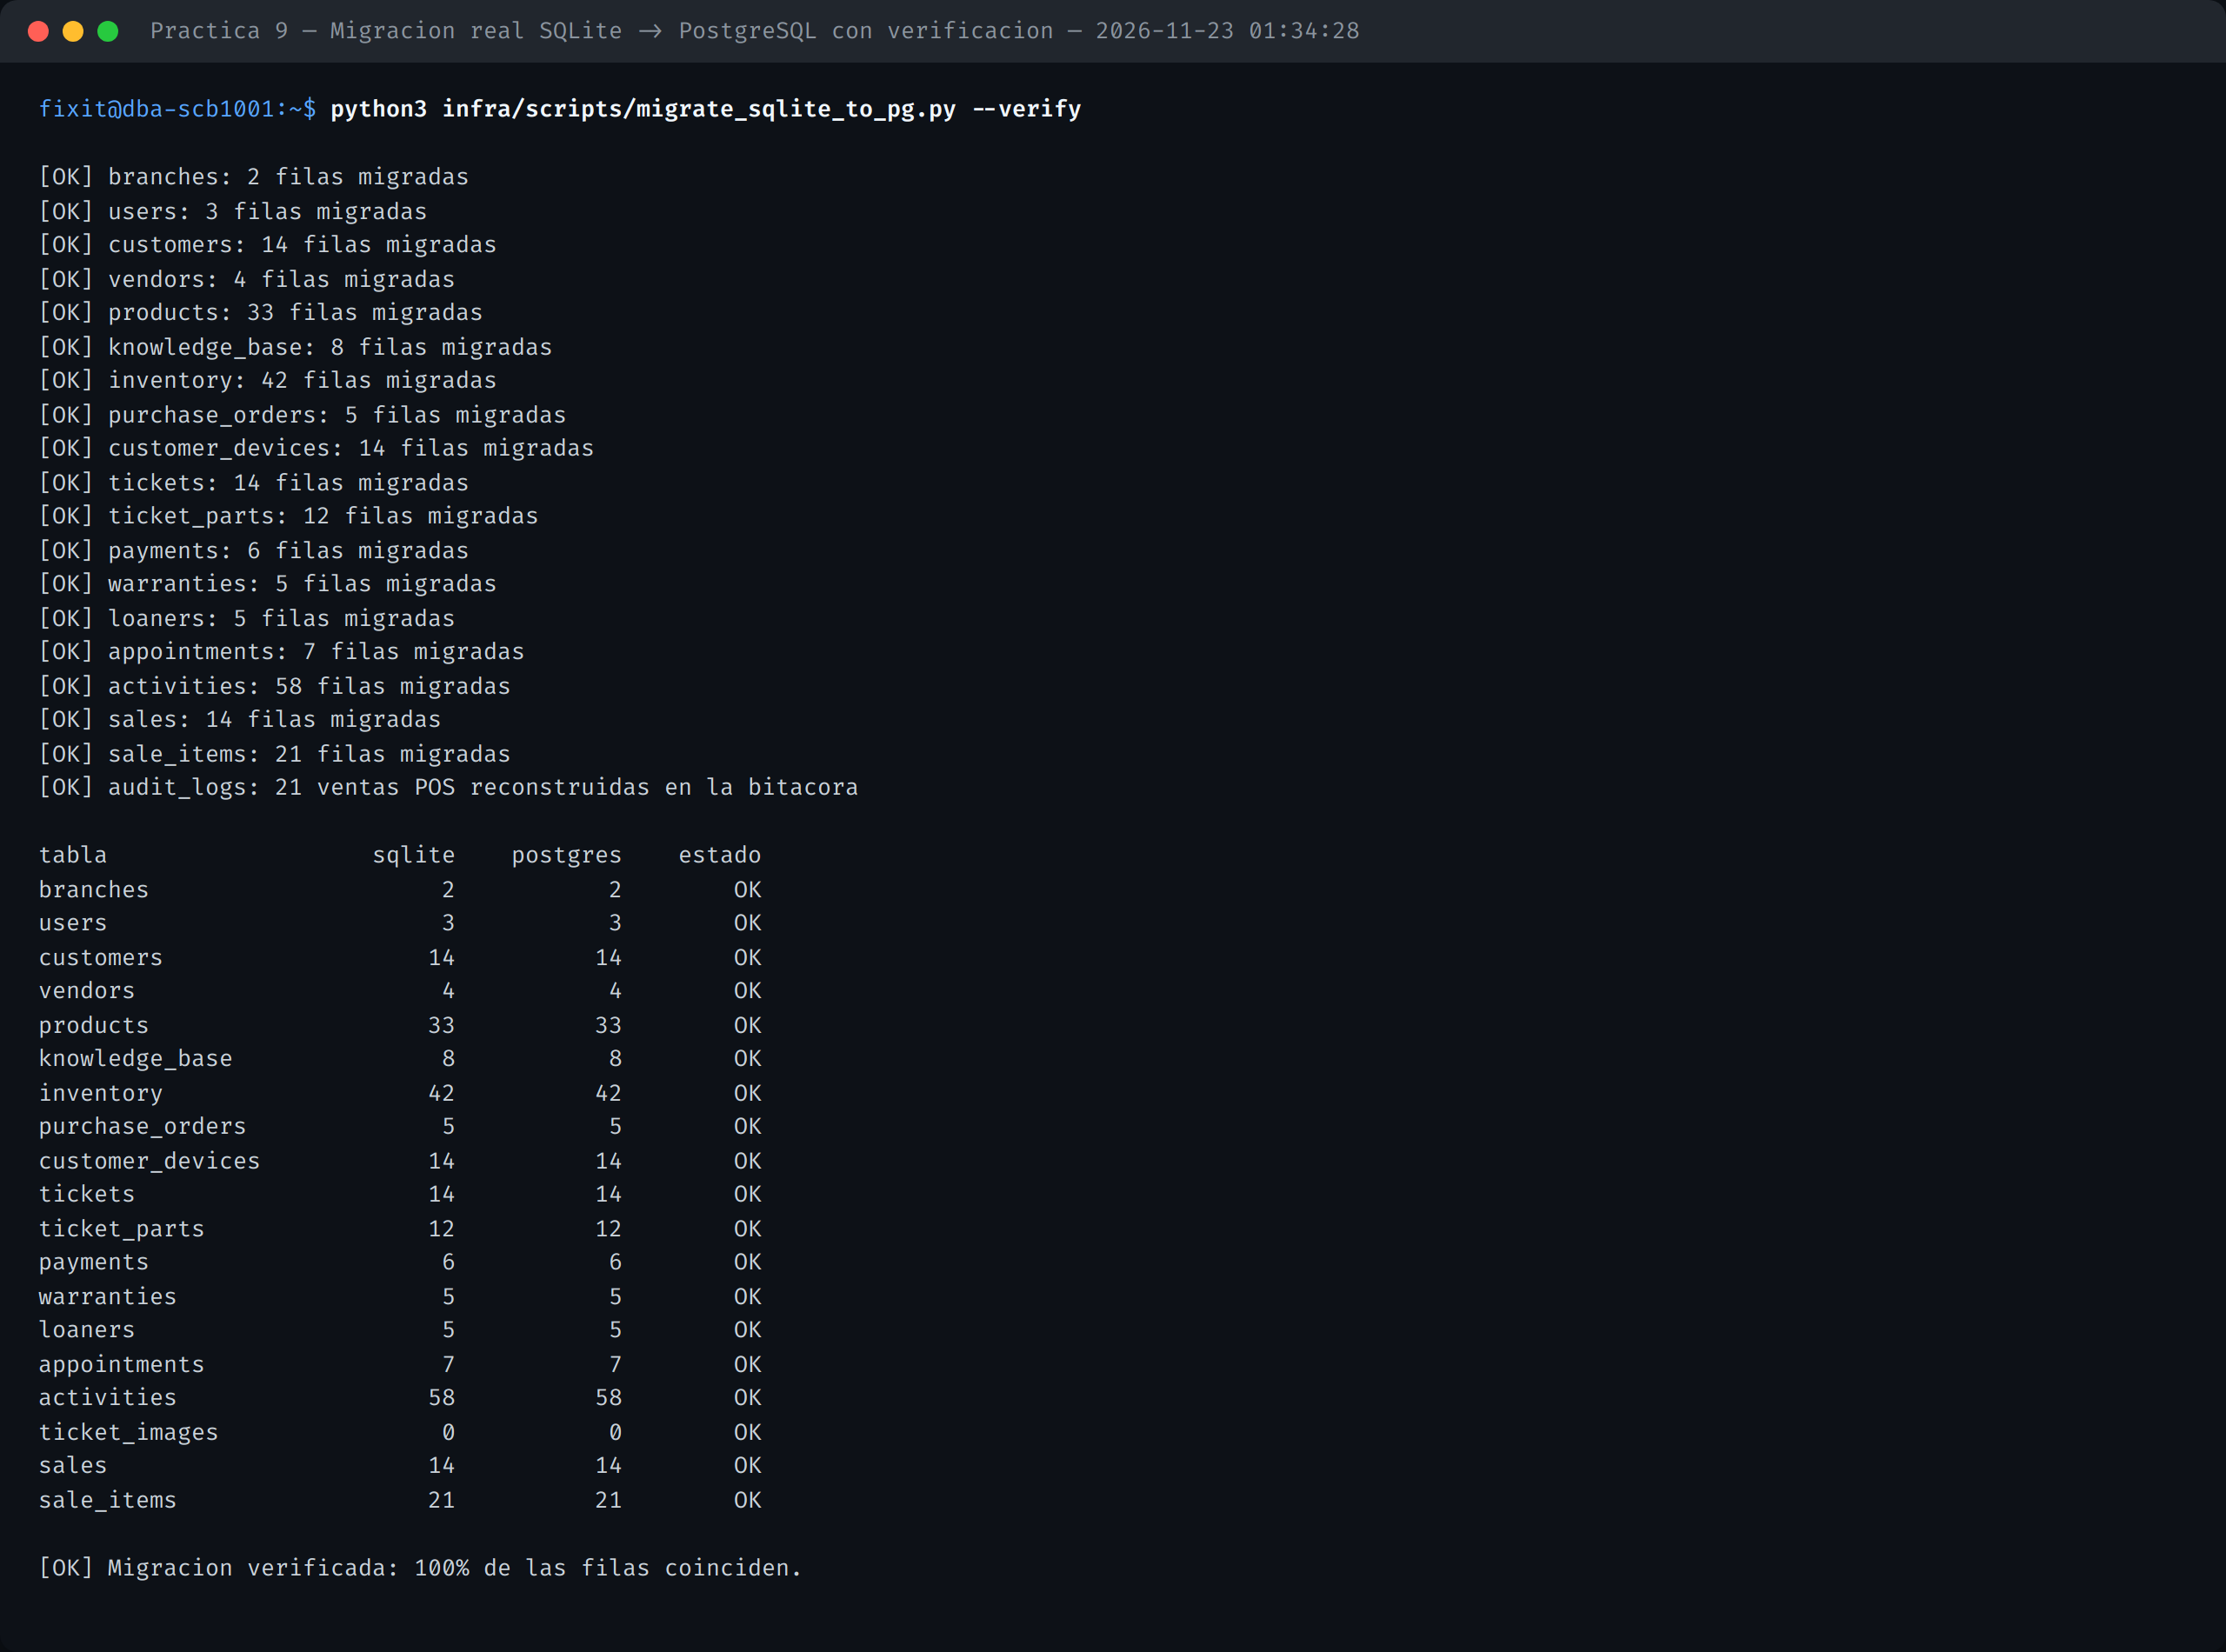 Practica 9 — Migracion real SQLite → PostgreSQL con verificacion — 2026-11-23 01:34:28
fixit@dba-scb1001:~$ python3 infra/scripts/migrate_sqlite_to_pg.py --verify
[OK] branches: 2 filas migradas
[OK] users: 3 filas migradas
[OK] customers: 14 filas migradas
[OK] vendors: 4 filas migradas
[OK] products: 33 filas migradas
[OK] knowledge_base: 8 filas migradas
[OK] inventory: 42 filas migradas
[OK] purchase_orders: 5 filas migradas
[OK] customer_devices: 14 filas migradas
[OK] tickets: 14 filas migradas
[OK] ticket_parts: 12 filas migradas
[OK] payments: 6 filas migradas
[OK] warranties: 5 filas migradas
[OK] loaners: 5 filas migradas
[OK] appointments: 7 filas migradas
[OK] activities: 58 filas migradas
[OK] sales: 14 filas migradas
[OK] sale_items: 21 filas migradas
[OK] audit_logs: 21 ventas POS reconstruidas en la bitacora
tabla sqlite postgres estado
branches 2 2 OK
users 3 3 OK
customers 14 14 OK
vendors 4 4 OK
products 33 33 OK
knowledge_base 8 8 OK
inventory 42 42 OK
purchase_orders 5 5 OK
customer_devices 14 14 OK
tickets 14 14 OK
ticket_parts 12 12 OK
payments 6 6 OK
warranties 5 5 OK
loaners 5 5 OK
appointments 7 7 OK
activities 58 58 OK
ticket_images 0 0 OK
sales 14 14 OK
sale_items 21 21 OK
[OK] Migracion verificada: 100% de las filas coinciden.